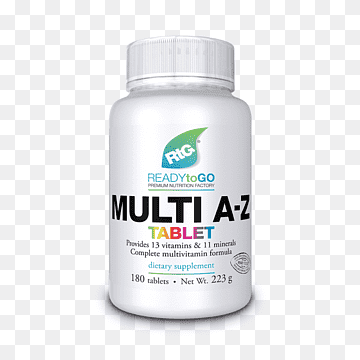 RtG
READYtoGO
PREMIUM NUTRITION FACTORY
MULTI A-Z
TABLET
Provides 13 vitamins & 11 minerals
Complete multivitamin formula
dietary supplement
180 tablets • Net Wt. 223 g